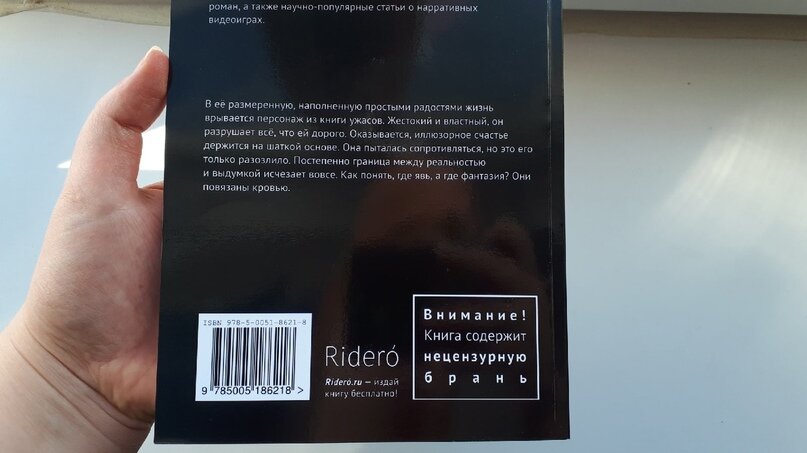 роман, а также научно-популярные статьи о нарративных
видеоиграх.
В её размеренную, наполненную простыми радостями жизнь
врывается персонаж из книги ужасов. Жестокий и властный, он
разрушает всё, что ей дорого. Оказывается, иллюзорное счастье
держится на шаткой основе. Она пыталась сопротивляться, но это его
только разозлило. Постепенно граница между реальностью
и выдумкой исчезает вовсе. Как понять, где явь, а где фантазия? Они
повязаны кровью.
ISBN 978-5-0051-8621-8
9 785005 186218 >
Rideró
Rideró.ru — издай
книгу бесплатно!
Внимание!
Книга содержит
нецензурную
брань